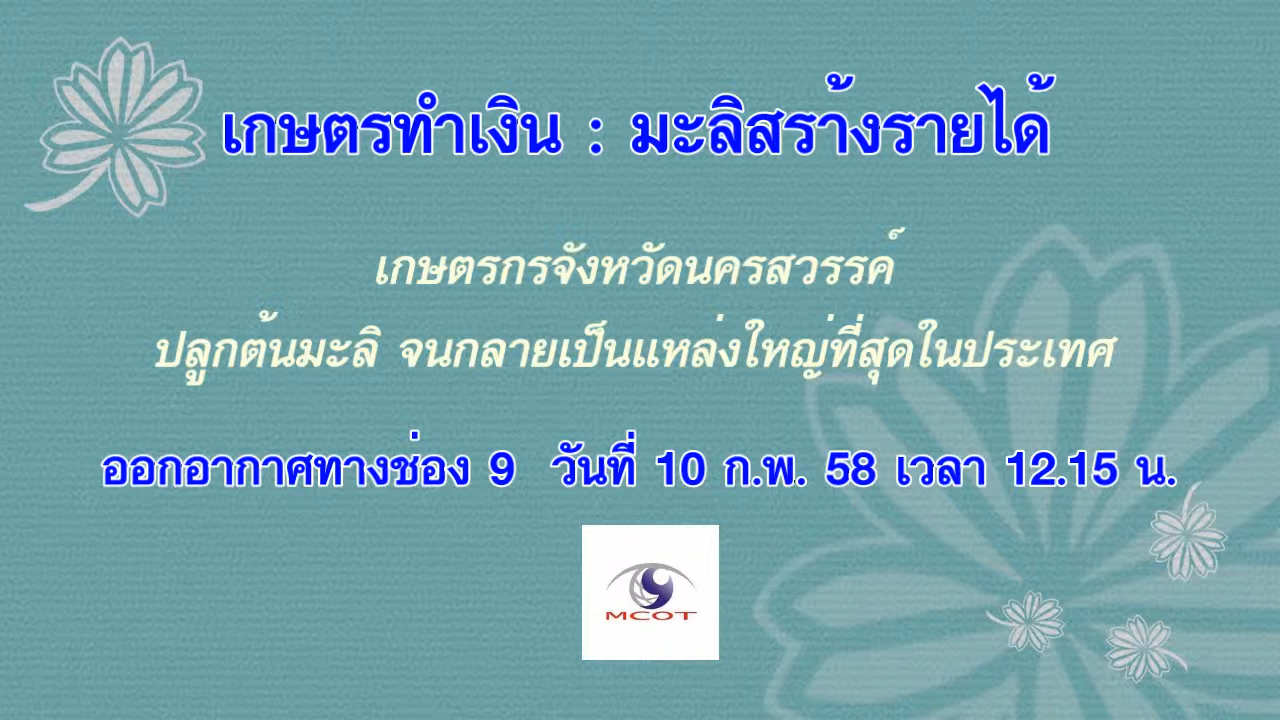 เกษตรทำเงิน : มะลิสร้างรายได้
เกษตรกรจังหวัดนครสวรรค์
ปลูกต้นมะลิ จนกลายเป็นแหล่งใหญ่ที่สุดในประเทศ
ออกอากาศทางช่อง 9 วันที่ 10 ก.พ. 58 เวลา 12.15 น.
MCOT